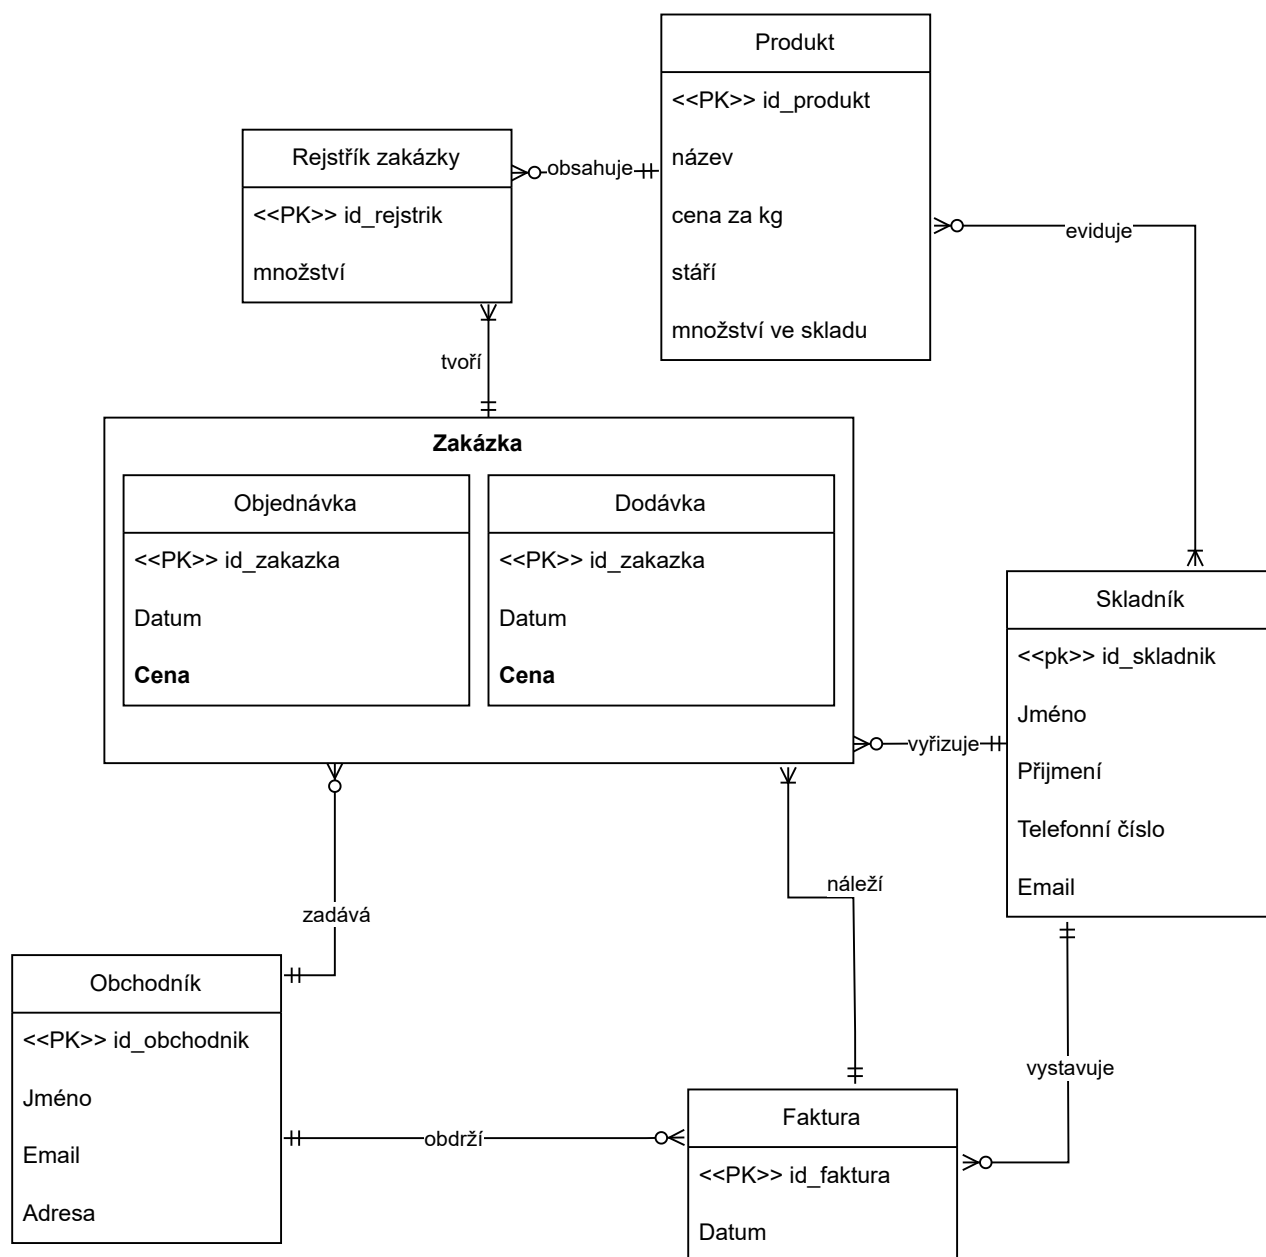 Produkt
<<PK>> id_produkt
název
cena za kg
stáří
množství ve skladu
Rejstřík zakázky
<<PK>> id_rejstrik
množství
obsahuje
eviduje
tvoří
Zakázka
Objednávka
<<PK>> id_zakazka
Datum
Cena
Dodávka
<<PK>> id_zakazka
Datum
Cena
Skladník
<<pk>> id_skladnik
Jméno
Přijmení
Telefonní číslo
Email
vyřizuje
náleží
zadává
Obchodník
<<PK>> id_obchodnik
Jméno
Email
Adresa
vystavuje
obdrží
Faktura
<<PK>> id_faktura
Datum